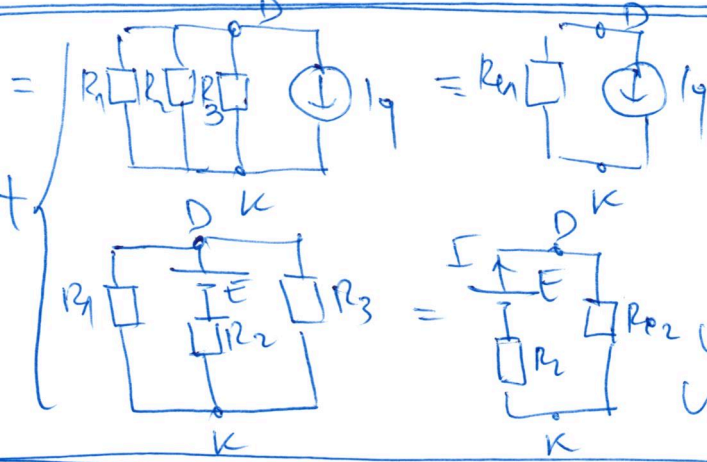 D D
= R1 R2 R3 Iq = Re1 Iq
K K
+
D D
I
R1 E R2 R3 = E R2 Re2
K K